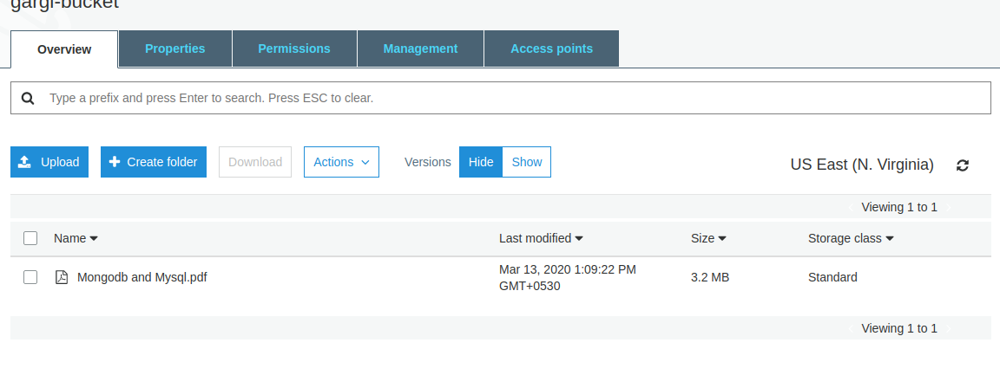 gargi-bucket
Overview Properties Permissions Management Access points
Type a prefix and press Enter to search. Press ESC to clear.
Upload Create folder Download Actions Versions Hide Show US East (N. Virginia)
Viewing 1 to 1
Name Last modified Size Storage class
Mongodb and Mysql.pdf Mar 13, 2020 1:09:22 PM 3.2 MB Standard
GMT+0530
Viewing 1 to 1